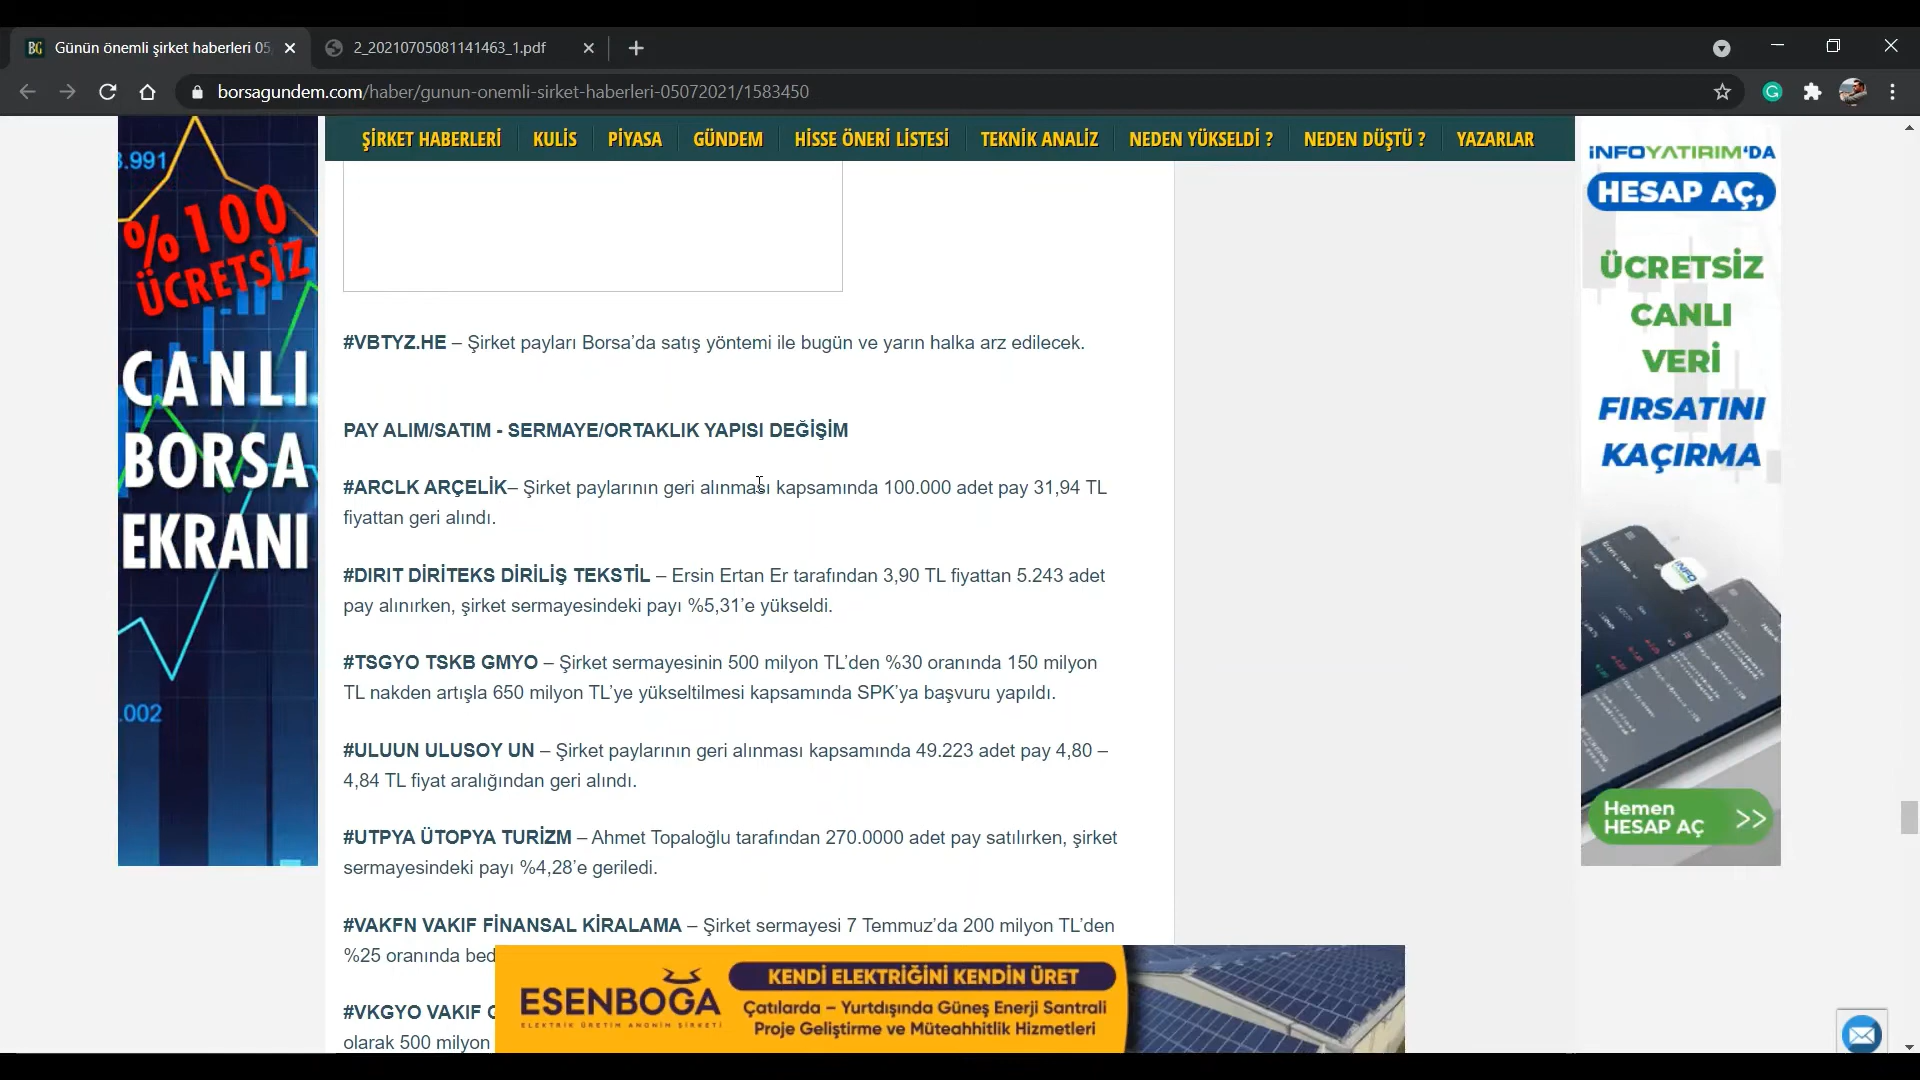 BG Günün önemli şirket haberleri 05
2_20210705081141463_1.pdf
borsagundem.com/haber/gunun-onemli-sirket-haberleri-05072021/1583450
ŞİRKET HABERLERİ KULİS PİYASA GÜNDEM HİSSE ÖNERİ LİSTESİ TEKNİK ANALİZ NEDEN YÜKSELDİ ? NEDEN DÜŞTÜ ? YAZARLAR
3.991
%100
ÜCRETSİZ
CANLI
BORSA
EKRANI
.002
#VBTYZ.HE – Şirket payları Borsa’da satış yöntemi ile bugün ve yarın halka arz edilecek.
PAY ALIM/SATIM - SERMAYE/ORTAKLIK YAPISI DEĞİŞİM
#ARCLK ARÇELİK– Şirket paylarının geri alınması kapsamında 100.000 adet pay 31,94 TL
fiyattan geri alındı.
#DIRIT DİRİTEKS DİRİLİŞ TEKSTİL – Ersin Ertan Er tarafından 3,90 TL fiyattan 5.243 adet
pay alınırken, şirket sermayesindeki payı %5,31’e yükseldi.
#TSGYO TSKB GMYO – Şirket sermayesinin 500 milyon TL’den %30 oranında 150 milyon
TL nakden artışla 650 milyon TL’ye yükseltilmesi kapsamında SPK’ya başvuru yapıldı.
#ULUUN ULUSOY UN – Şirket paylarının geri alınması kapsamında 49.223 adet pay 4,80 –
4,84 TL fiyat aralığından geri alındı.
#UTPYA ÜTOPYA TURİZM – Ahmet Topaloğlu tarafından 270.0000 adet pay satılırken, şirket
sermayesindeki payı %4,28’e geriledi.
#VAKFN VAKIF FİNANSAL KİRALAMA – Şirket sermayesi 7 Temmuz’da 200 milyon TL’den
%25 oranında bed
#VKGYO VAKIF
olarak 500 milyon
ESENBOĞA
ELEKTRİK ÜRETİM ANONİM ŞİRKETİ
KENDİ ELEKTRİĞİNİ KENDİN ÜRET
Çatılarda – Yurtdışında Güneş Enerji Santrali
Proje Geliştirme ve Müteahhitlik Hizmetleri
iNFOYATIRIM‘DA
HESAP AÇ,
ÜCRETSİZ
CANLI
VERİ
FIRSATINI
KAÇIRMA
iNFO
Hemen
HESAP AÇ >>